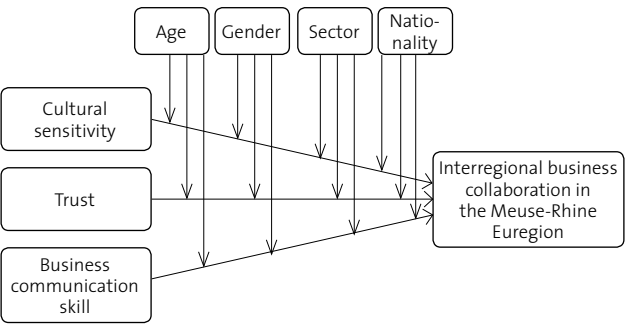 Age
Gender
Sector
Natio-
nality
Cultural
sensitivity
Trust
Business
communication
skill
Interregional business
collaboration in
the Meuse-Rhine
Euregion